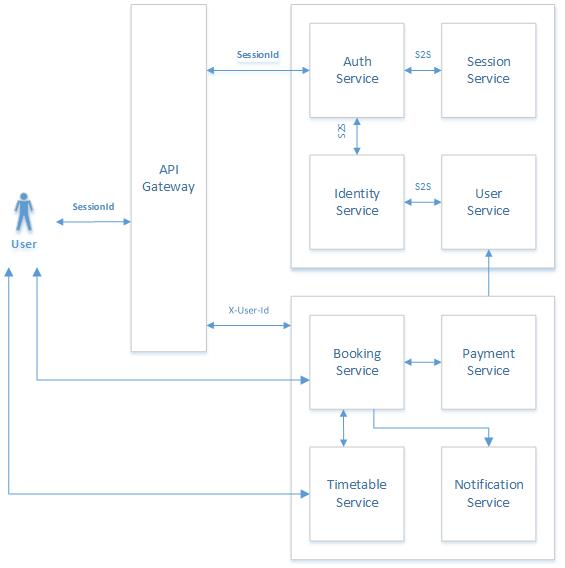 SessionId
Auth
Service
S2S
Session
Service
S2S
API
Gateway
Identity
Service
S2S
User
Service
SessionId
User
X-User-Id
Booking
Service
Payment
Service
Timetable
Service
Notification
Service